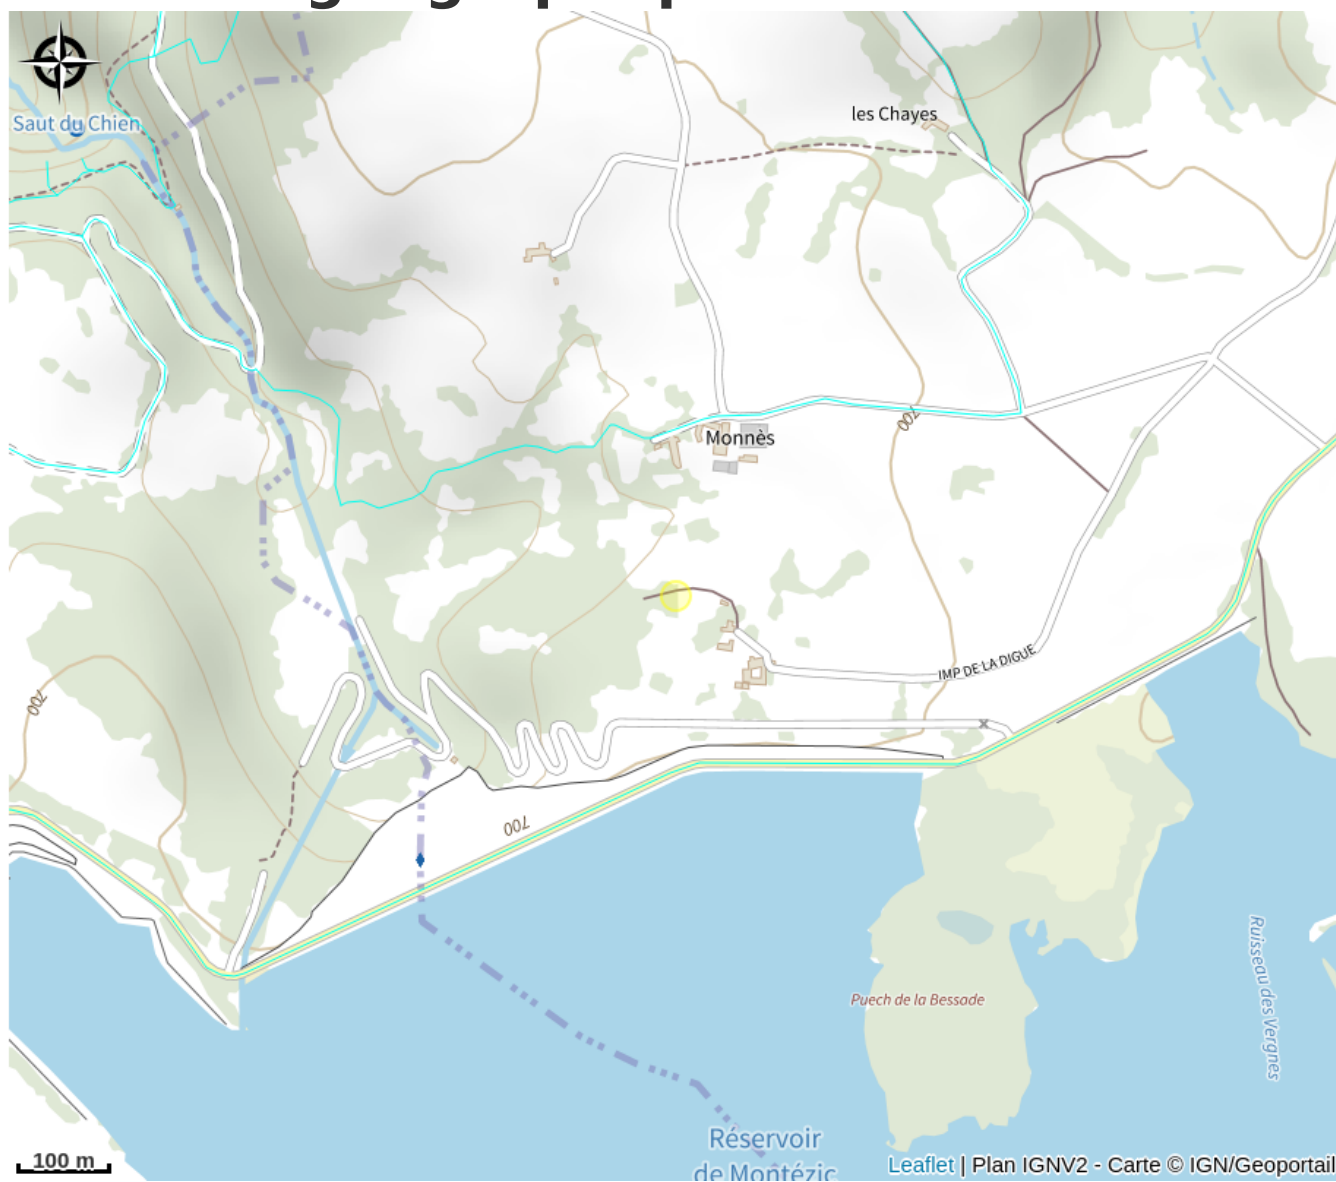 les Chayes
Saut du Chien
700
Monnès
IMP DE LA DIGUE
700
700
Ruisseau des Vergnes
Puech de la Bessade
Réservoir
de Montézic
100 m
Leaflet | Plan IGNV2 - Carte © IGN/Geoportail